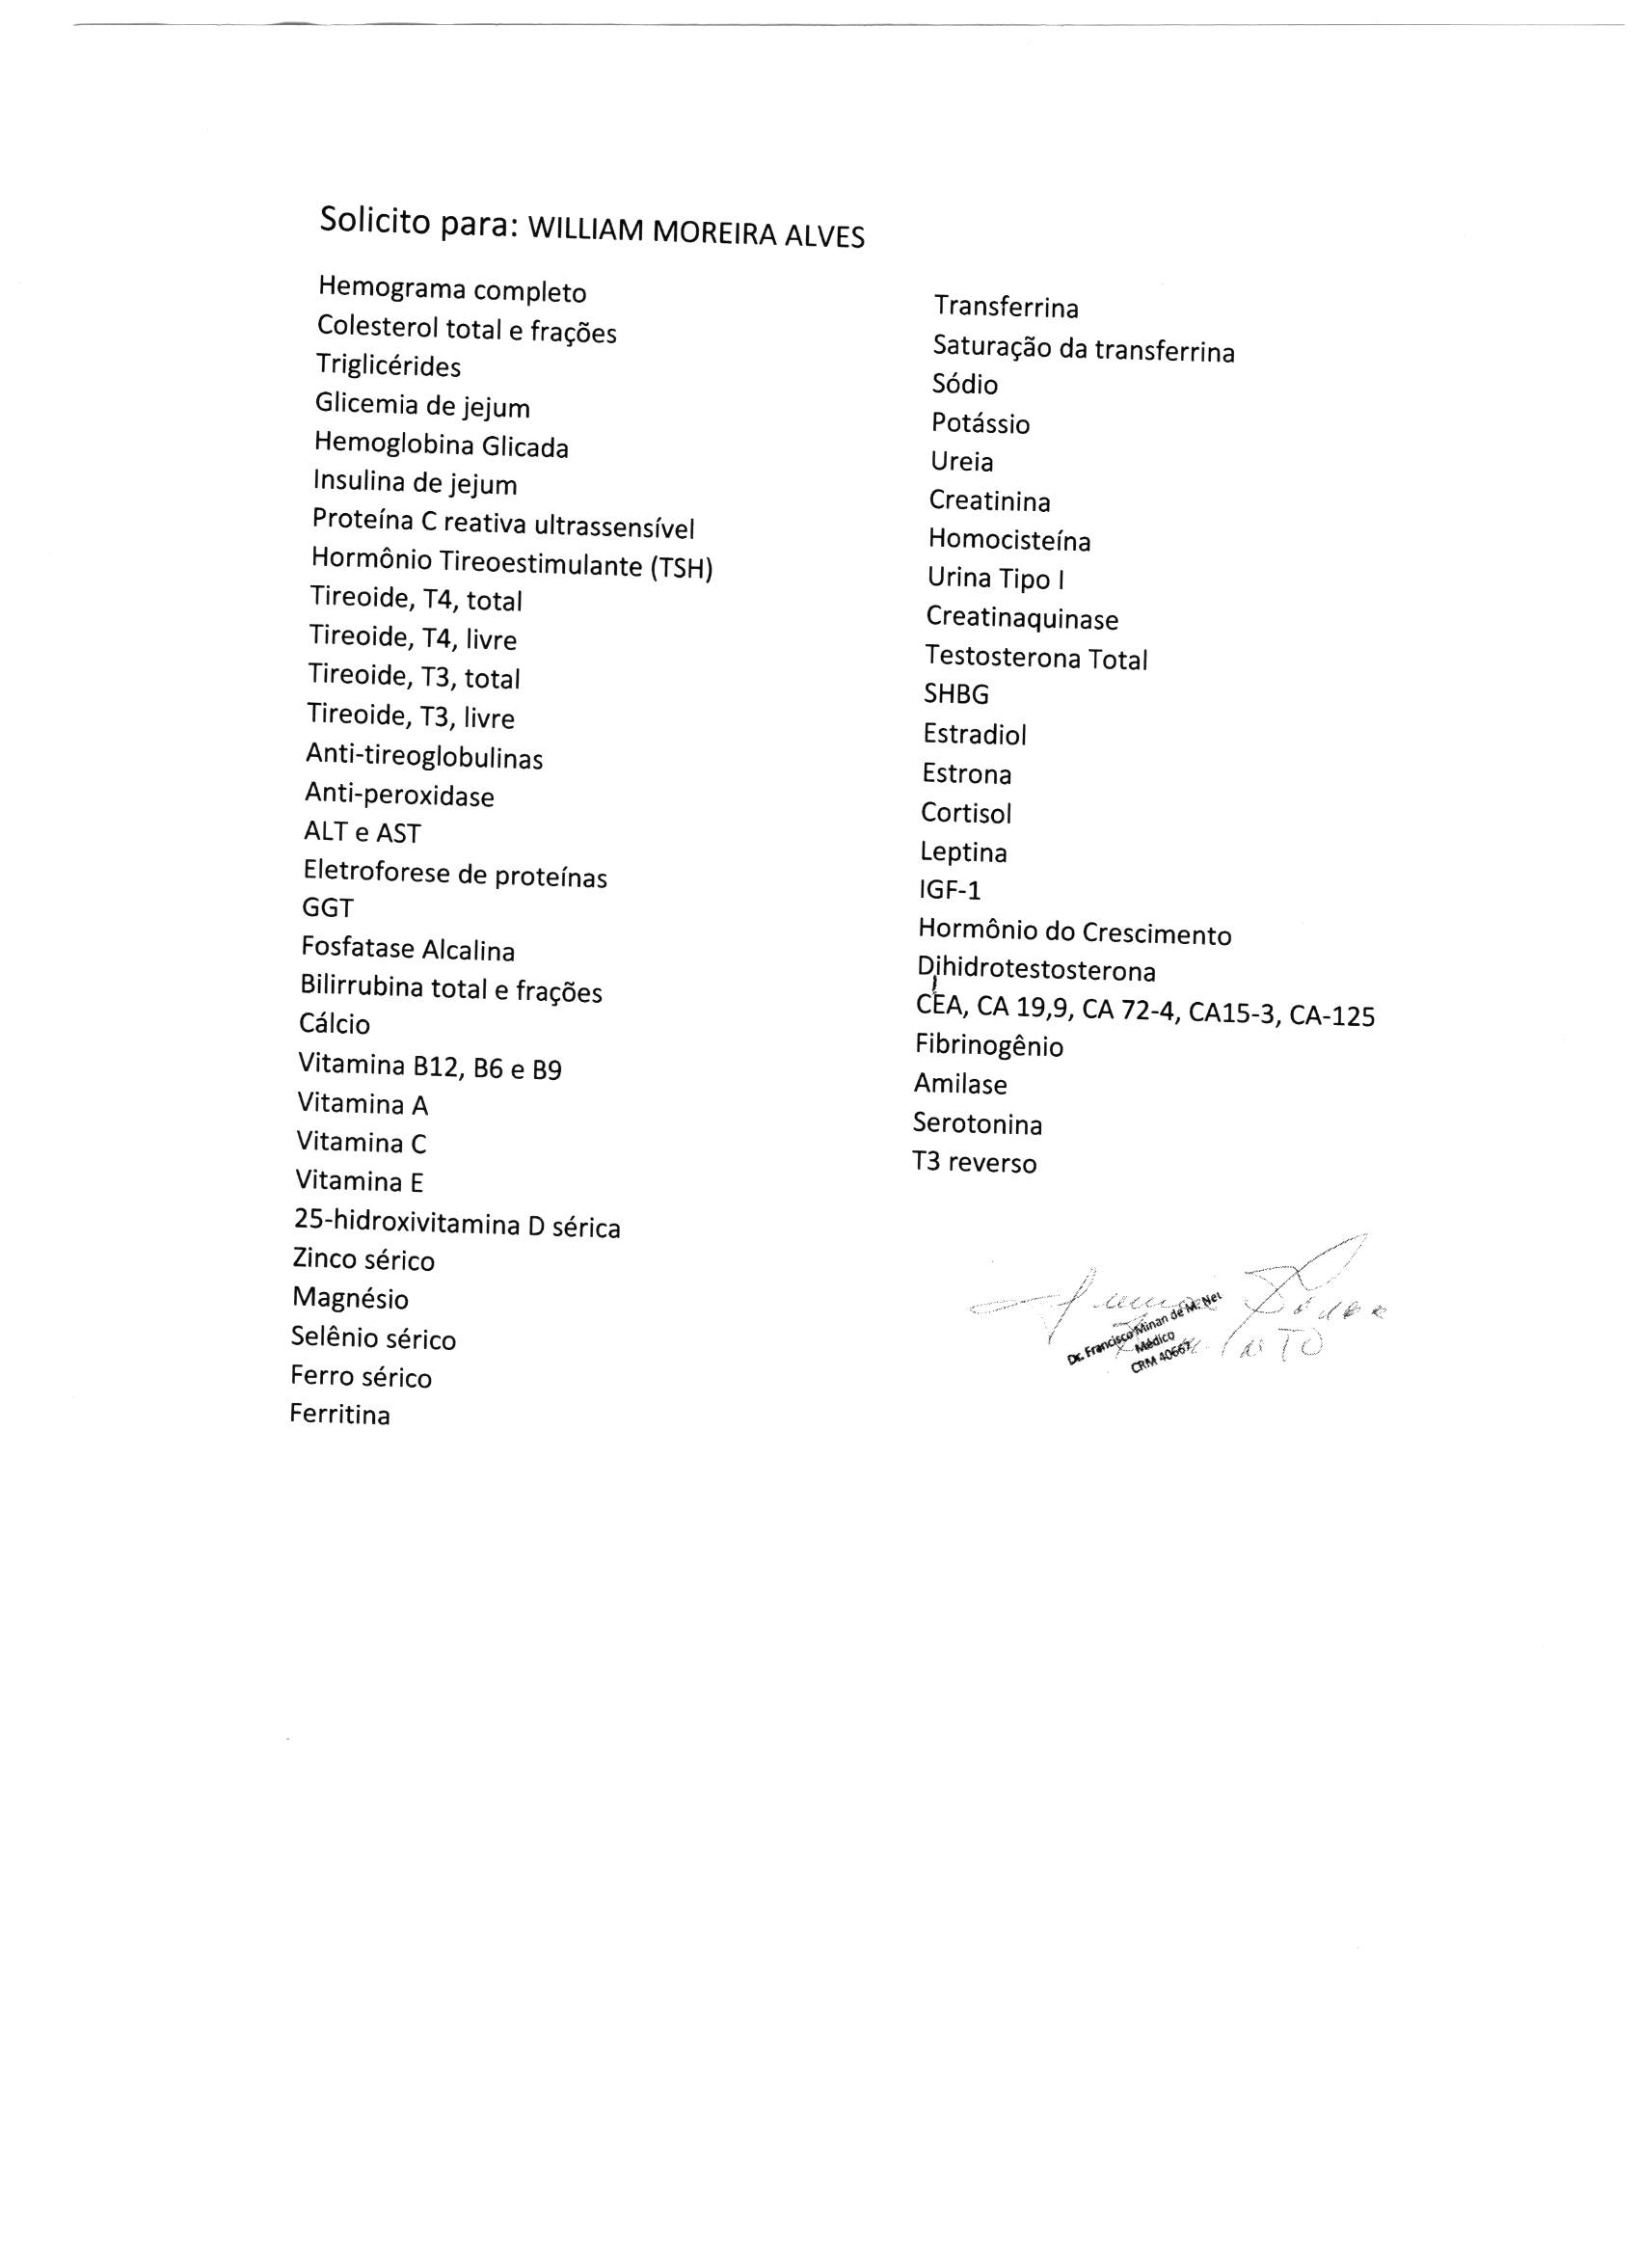 Solicito para: WILLIAM MOREIRA ALVES
Hemograma completo
Colesterol total e frações
Triglicérides
Glicemia de jejum
Hemoglobina Glicada
Insulina de jejum
Proteína C reativa ultrassensível
Hormônio Tireoestimulante (TSH)
Tireoide, T4, total
Tireoide, T4, livre
Tireoide, T3, total
Tireoide, T3, livre
Anti-tireoglobulinas
Anti-peroxidase
ALT e AST
Eletroforese de proteínas
GGT
Fosfatase Alcalina
Bilirrubina total e frações
Cálcio
Vitamina B12, B6 e B9
Vitamina A
Vitamina C
Vitamina E
25-hidroxivitamina D sérica
Zinco sérico
Magnésio
Selênio sérico
Ferro sérico
Ferritina
Transferrina
Saturação da transferrina
Sódio
Potássio
Ureia
Creatinina
Homocisteína
Urina Tipo I
Creatinaquinase
Testosterona Total
SHBG
Estradiol
Estrona
Cortisol
Leptina
IGF-1
Hormônio do Crescimento
Dihidrotestosterona
CEA, CA 19,9, CA 72-4, CA15-3, CA-125
Fibrinogênio
Amilase
Serotonina
T3 reverso
Dr. Francisco Minan de M. Net
Médico
CRM 40667